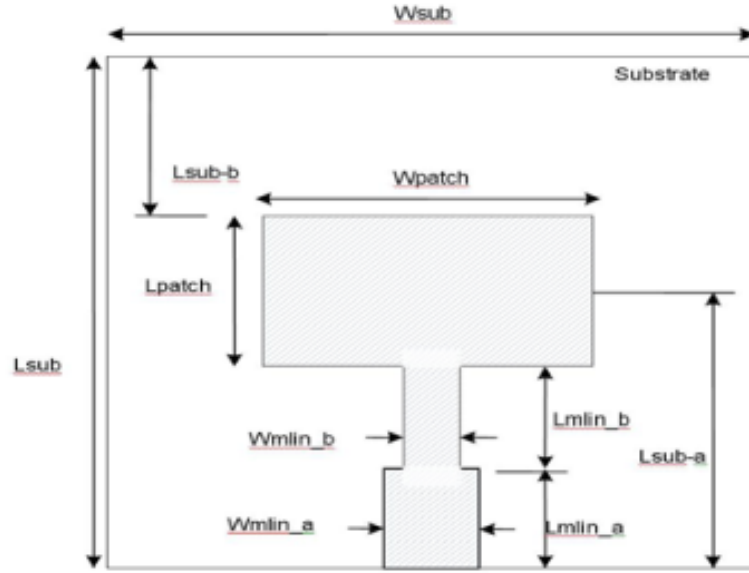 Wsub
Substrate
Lsub-b
Wpatch
Lpatch
Lsub
Lmlin_b
Wmlin_b
Lsub-a
Wmlin_a
Lmlin_a